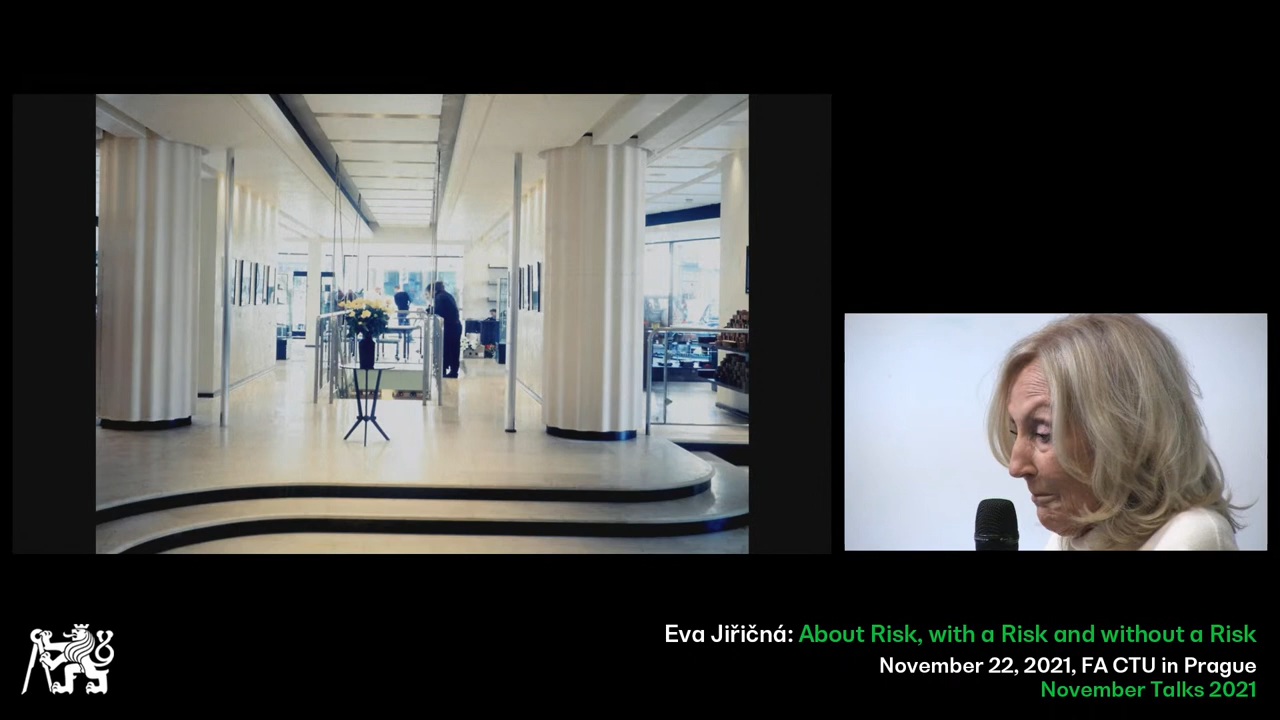 Eva Jiřičná: About Risk, with a Risk and without a Risk
November 22, 2021, FA CTU in Prague
November Talks 2021